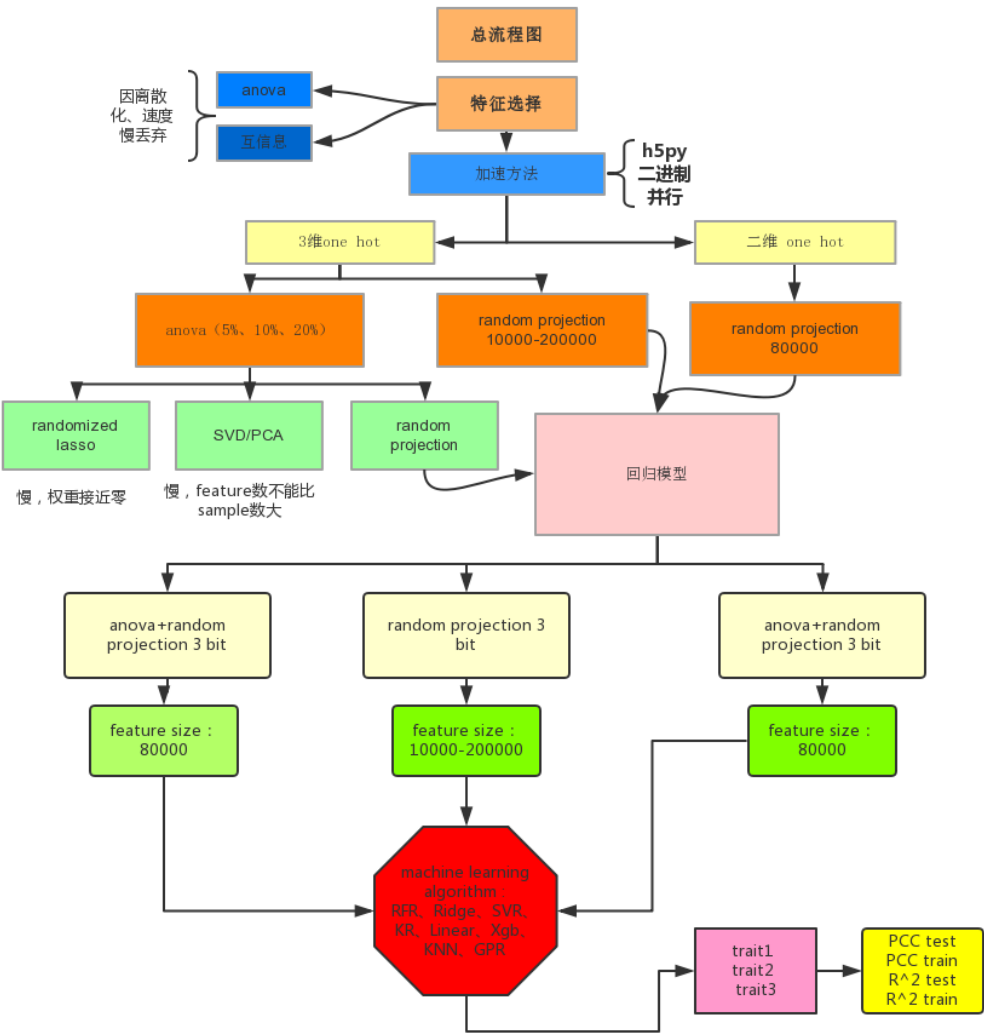 总流程图
因离散
化、速度
慢丢弃
anova
互信息
特征选择
加速方法
h5py
二进制
并行
3维one hot
二维 one hot
anova（5%、10%、20%）
random projection
10000-200000
random projection
80000
randomized
lasso
SVD/PCA
random
projection
回归模型
慢，权重接近零
慢，feature数不能比
sample数大
anova+random
projection 3 bit
random projection 3
bit
anova+random
projection 3 bit
feature size：
80000
feature size：
10000-200000
feature size：
80000
machine learning
algorithm：
RFR、Ridge、SVR、
KR、Linear、Xgb、
KNN、GPR
trait1
trait2
trait3
PCC test
PCC train
R^2 test
R^2 train